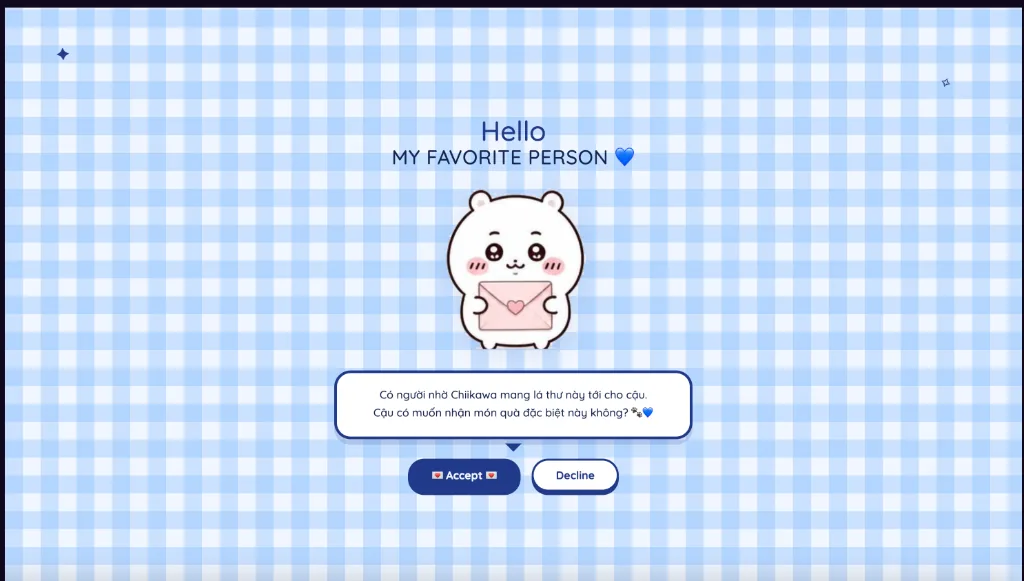 Hello
MY FAVORITE PERSON 💙
Có người nhờ Chiikawa mang lá thư này tới cho cậu.
Cậu có muốn nhận món quà đặc biệt này không? 🐾💙
💌 Accept 💌
Decline